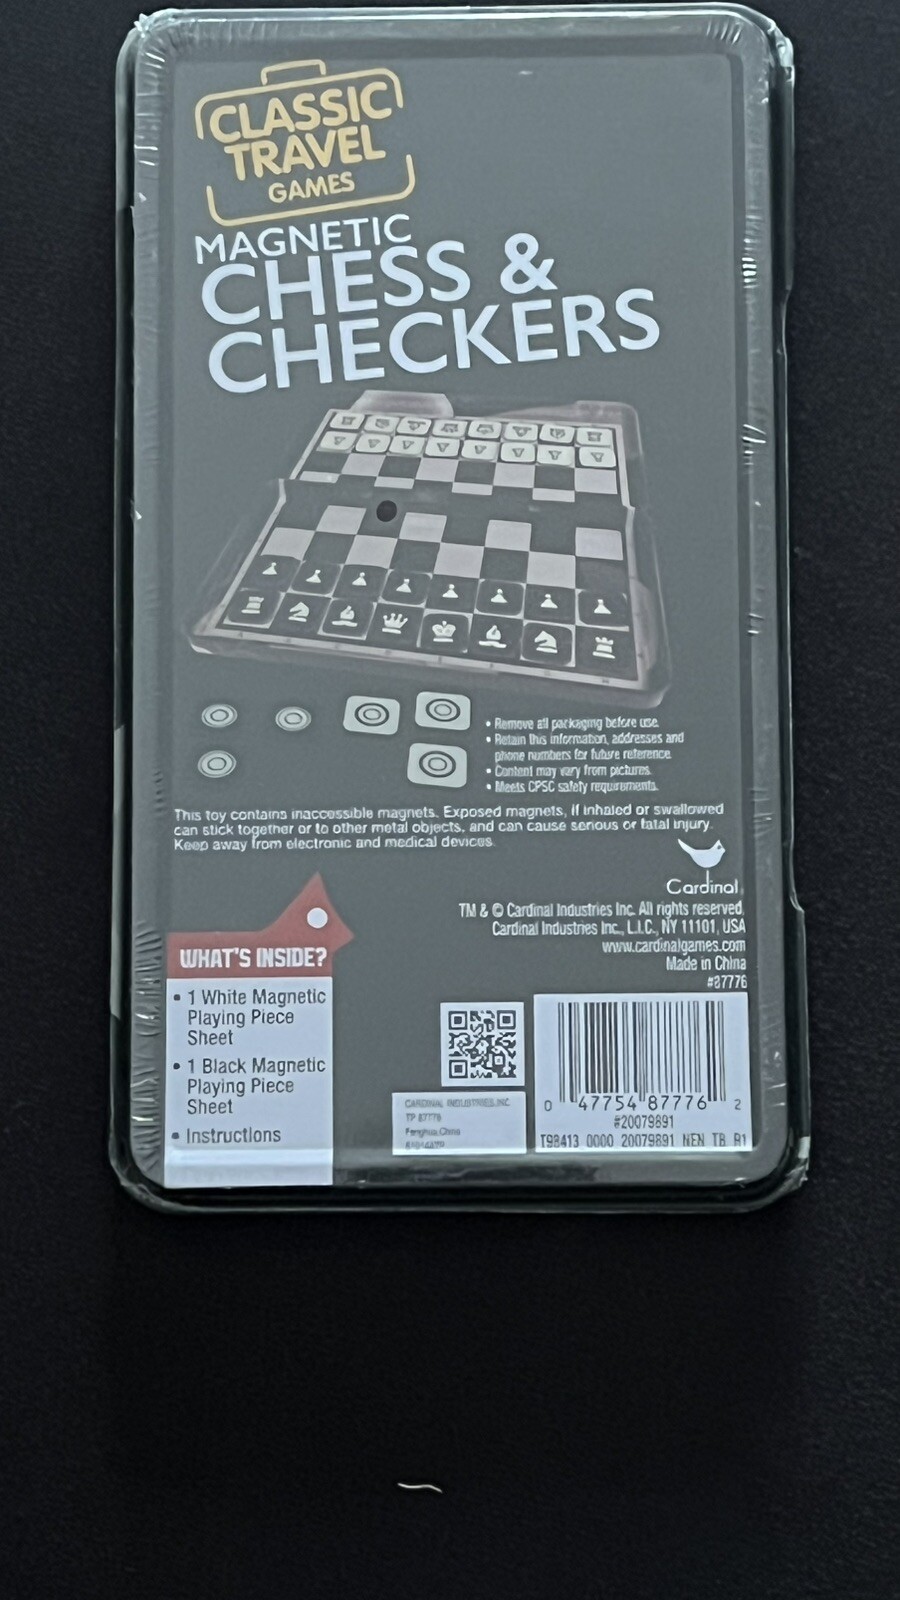 CLASSIC
TRAVEL
GAMES
MAGNETIC
CHESS &
CHECKERS
• Remove all packaging before use.
• Retain this information, addresses and
phone numbers for future reference.
• Content may vary from pictures.
• Meets CPSC safety requirements.
This toy contains inaccessible magnets. Exposed magnets, if inhaled or swallowed
can stick together or to other metal objects, and can cause serious or fatal injury.
Keep away from electronic and medical devices.
Cardinal
TM & © Cardinal Industries Inc. All rights reserved.
Cardinal Industries Inc., L.I.C., NY 11101, USA
www.cardinalgames.com
Made in China
#87776
WHAT'S INSIDE?
• 1 White Magnetic
Playing Piece
Sheet
• 1 Black Magnetic
Playing Piece
Sheet
• Instructions
CARDINAL INDUSTRIES,INC
TP 87776
China
0 47754 87776 2
#20079891
T98413 0000 20079891 NEN TB R1